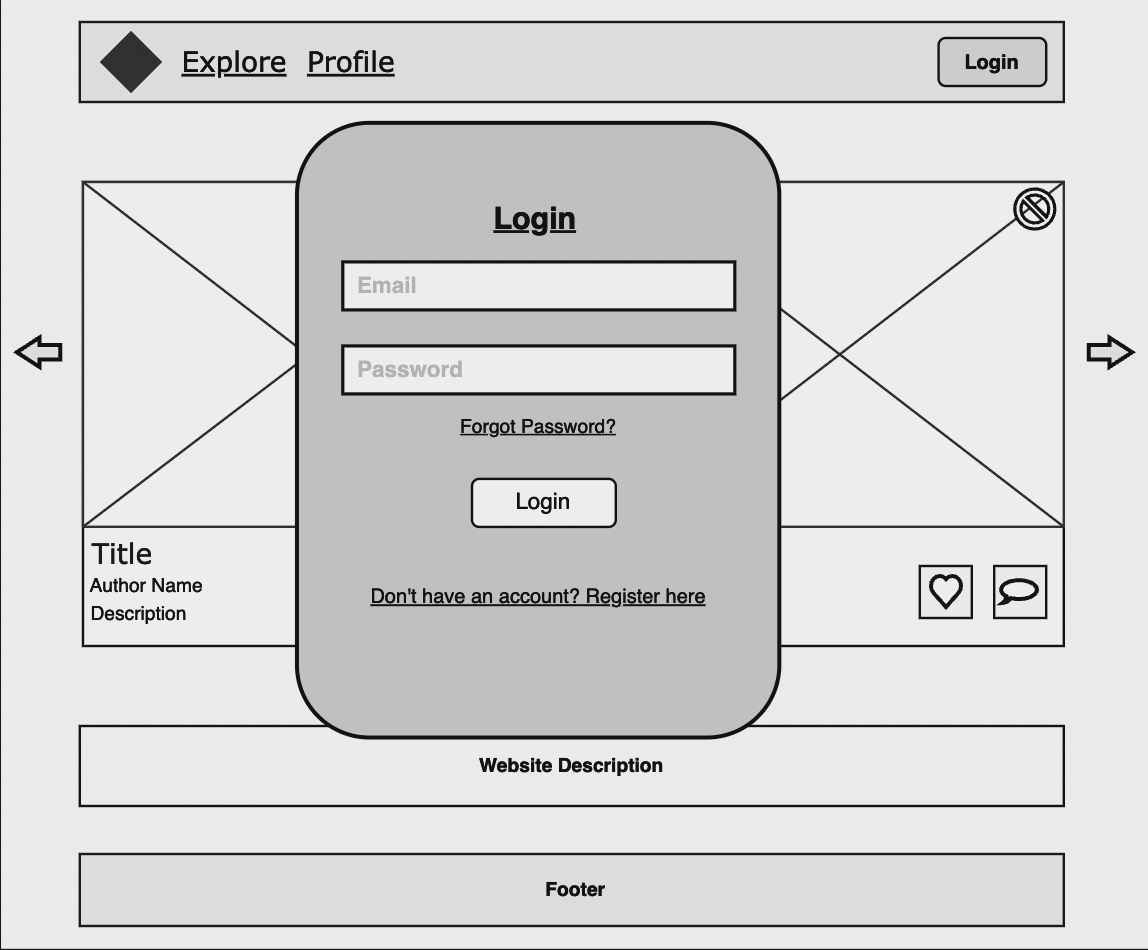 Explore Profile Login
Login
Email
Password
Forgot Password?
Login
Title
Author Name
Description
Don't have an account? Register here
Website Description
Footer